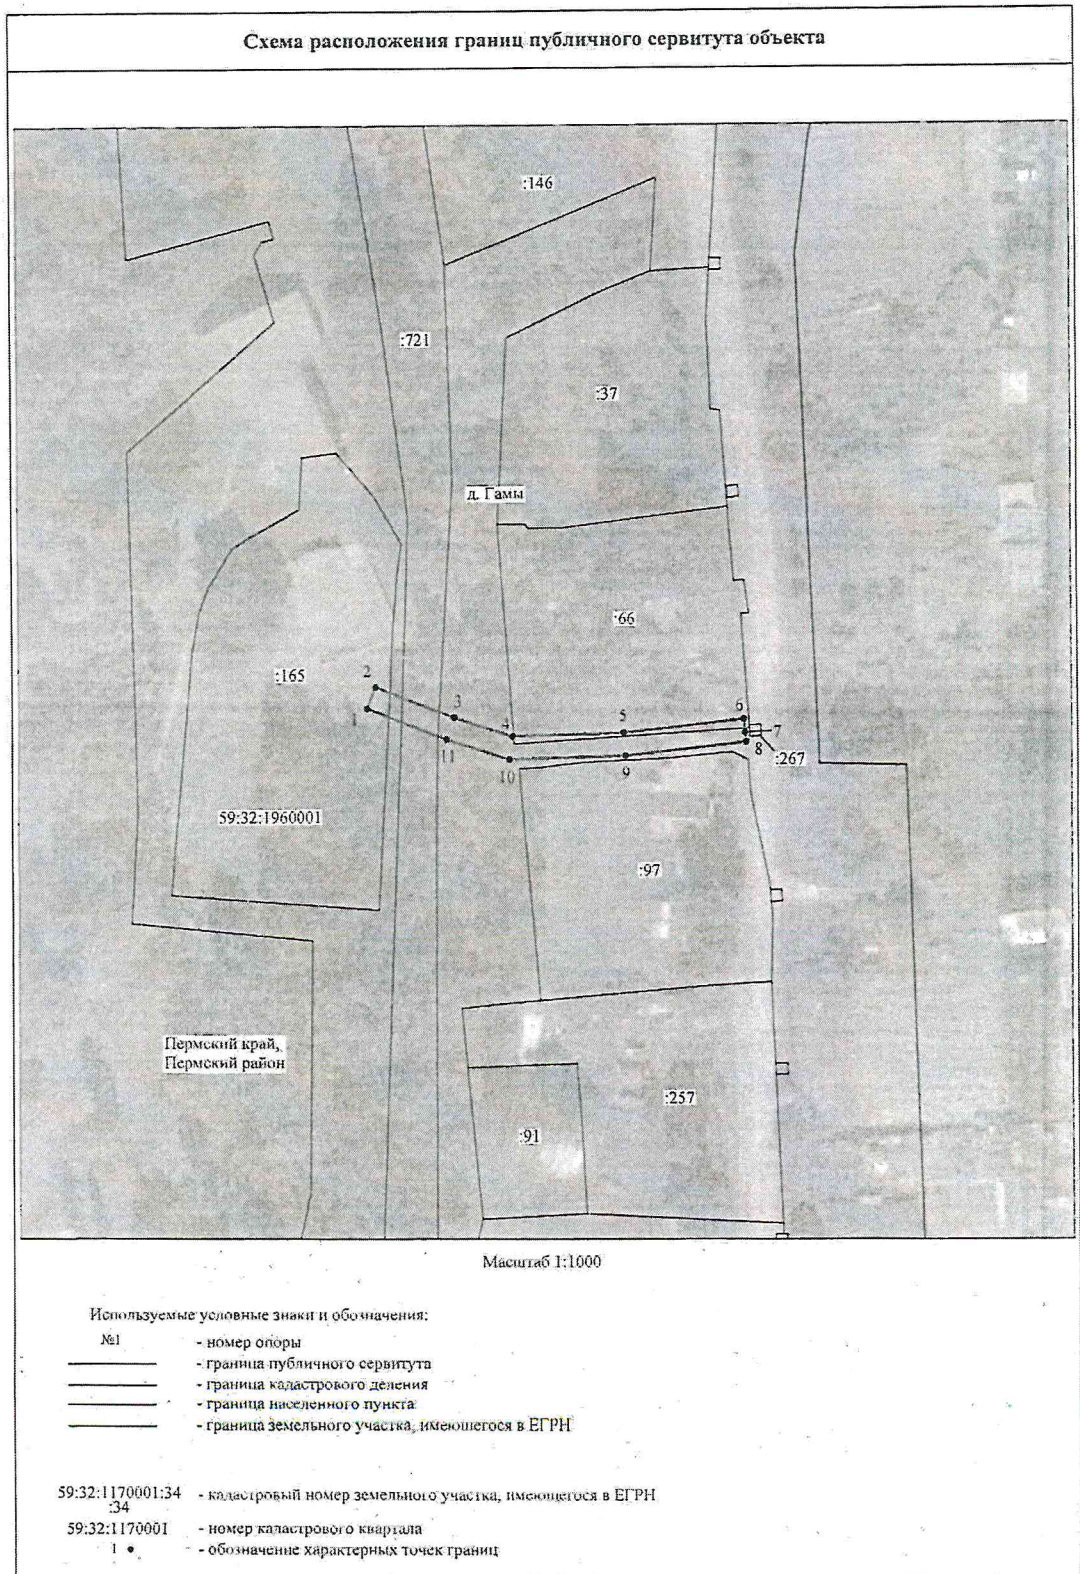 Схема расположения границ публичного сервитута объекта
:146
:721
:37
д. Гамы
:66
:165
2
1
3
4
5
6
7
8
:267
11
10
9
59:32:1960001
:97
Пермский край,
Пермский район
:257
:91
Масштаб 1:1000
Используемые условные знаки и обозначения:
№1 - номер опоры
- граница публичного сервитута
- граница кадастрового деления
- граница населенного пункта
- граница земельного участка, имеющегося в ЕГРН
59:32:1170001:34 - кадастровый номер земельного участка, имеющегося в ЕГРН
:34
59:32:1170001 - номер кадастрового квартала
1 - обозначение характерных точек границ